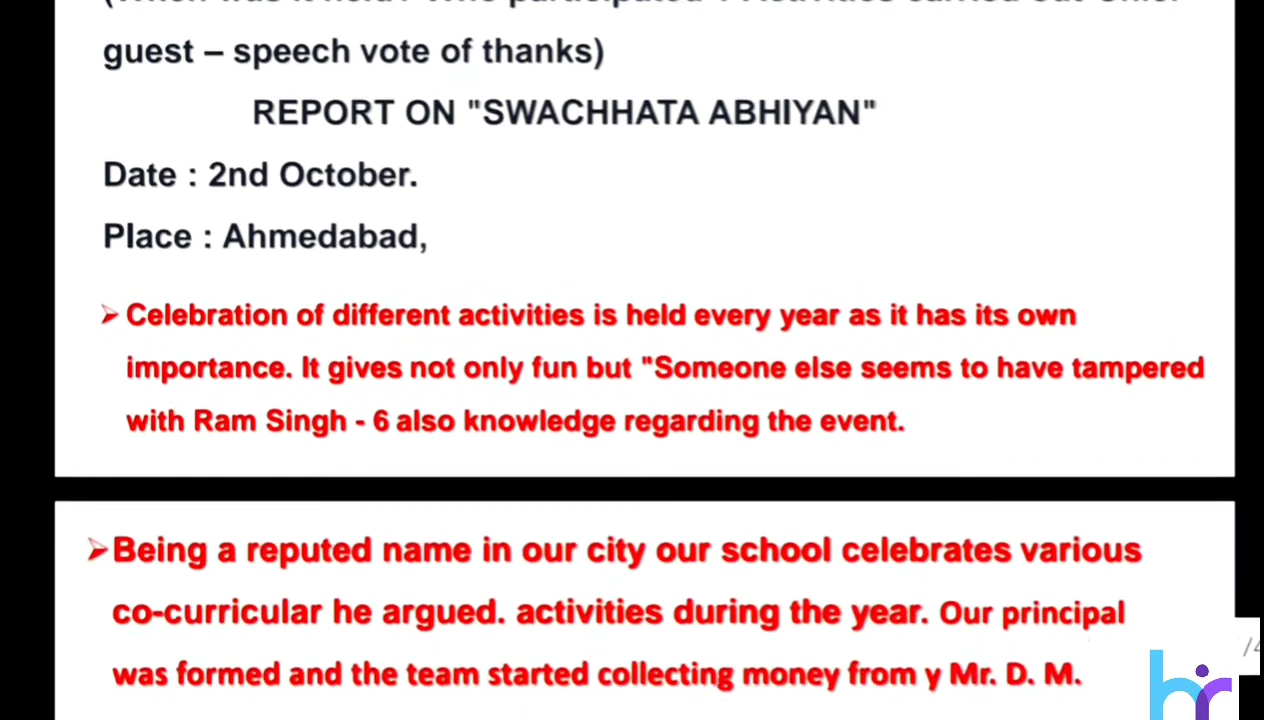 guest – speech vote of thanks)
REPORT ON "SWACHHATA ABHIYAN"
Date : 2nd October.
Place : Ahmedabad,
➢ Celebration of different activities is held every year as it has its own
importance. It gives not only fun but "Someone else seems to have tampered
with Ram Singh - 6 also knowledge regarding the event.
➢ Being a reputed name in our city our school celebrates various
co-curricular he argued. activities during the year. Our principal
was formed and the team started collecting money from y Mr. D. M.
/4
hr